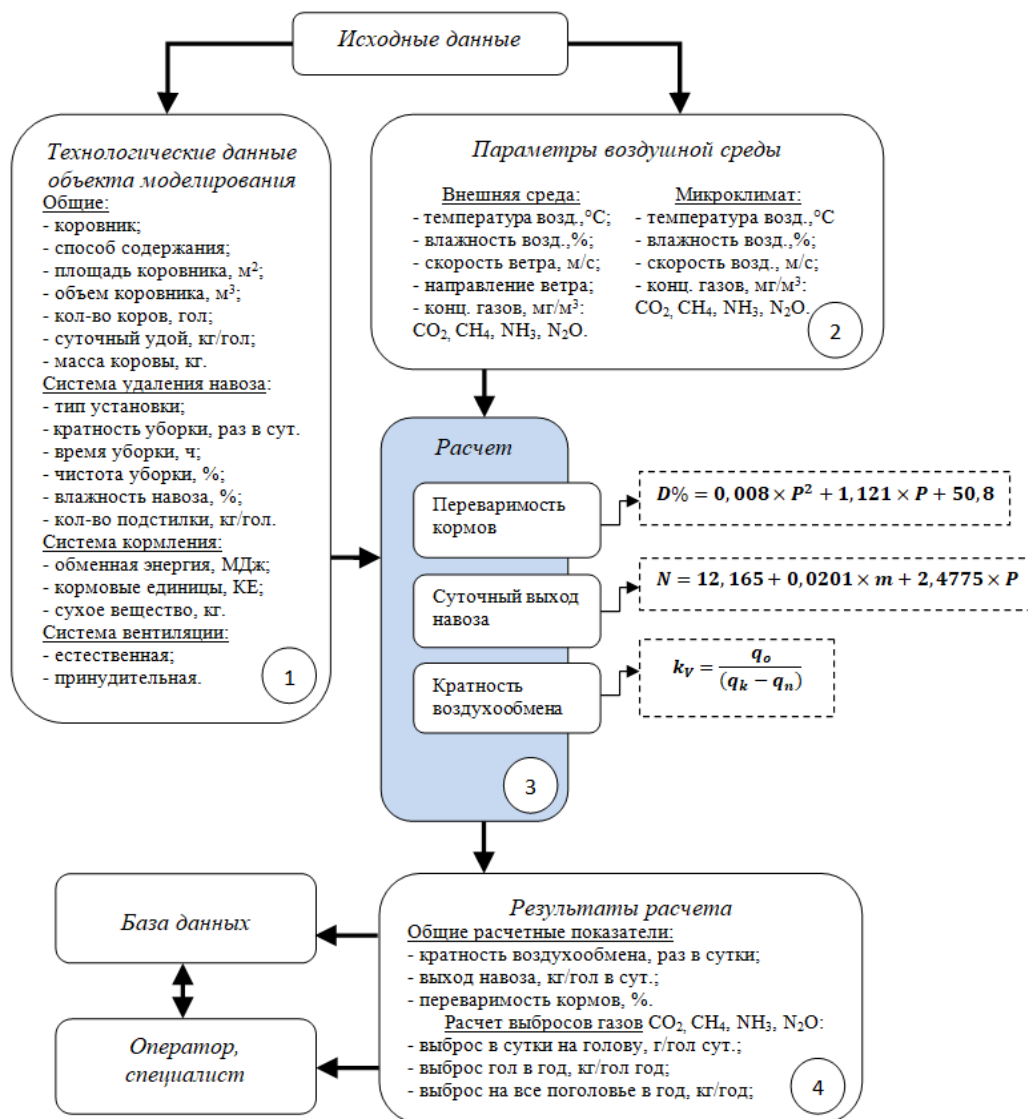 Исходные данные
Технологические данные
объекта моделирования
Общие:
- коровник;
- способ содержания;
- площадь коровника, м²;
- объем коровника, м³;
- кол-во коров, гол;
- суточный удой, кг/гол;
- масса коровы, кг.
Система удаления навоза:
- тип установки;
- кратность уборки, раз в сут.
- время уборки, ч;
- чистота уборки, %;
- влажность навоза, %;
- кол-во подстилки, кг/гол.
Система кормления:
- обменная энергия, МДж;
- кормовые единицы, КЕ;
- сухое вещество, кг.
Система вентиляции:
- естественная;
- принудительная.
1
Параметры воздушной среды
Внешняя среда:
- температура возд.,°С;
- влажность возд.,%;
- скорость ветра, м/с;
- направление ветра;
- конц. газов, мг/м³:
CO₂, CH₄, NH₃, N₂O.
Микроклимат:
- температура возд.,°С
- влажность возд.,%;
- скорость возд., м/с;
- конц. газов, мг/м³:
CO₂, CH₄, NH₃, N₂O.
2
Расчет
Переваримость
кормов
D% = 0,008 × P² + 1,121 × P + 50,8
Суточный выход
навоза
N = 12,165 + 0,0201 × m + 2,4775 × P
Кратность
воздухообмена
k_V = q_o / (q_k − q_n)
3
Результаты расчета
Общие расчетные показатели:
- кратность воздухообмена, раз в сутки;
- выход навоза, кг/гол в сут.;
- переваримость кормов, %.
Расчет выбросов газов CO₂, CH₄, NH₃, N₂O:
- выброс в сутки на голову, г/гол сут.;
- выброс гол в год, кг/гол год;
- выброс на все поголовье в год, кг/год;
4
База данных
Оператор,
специалист